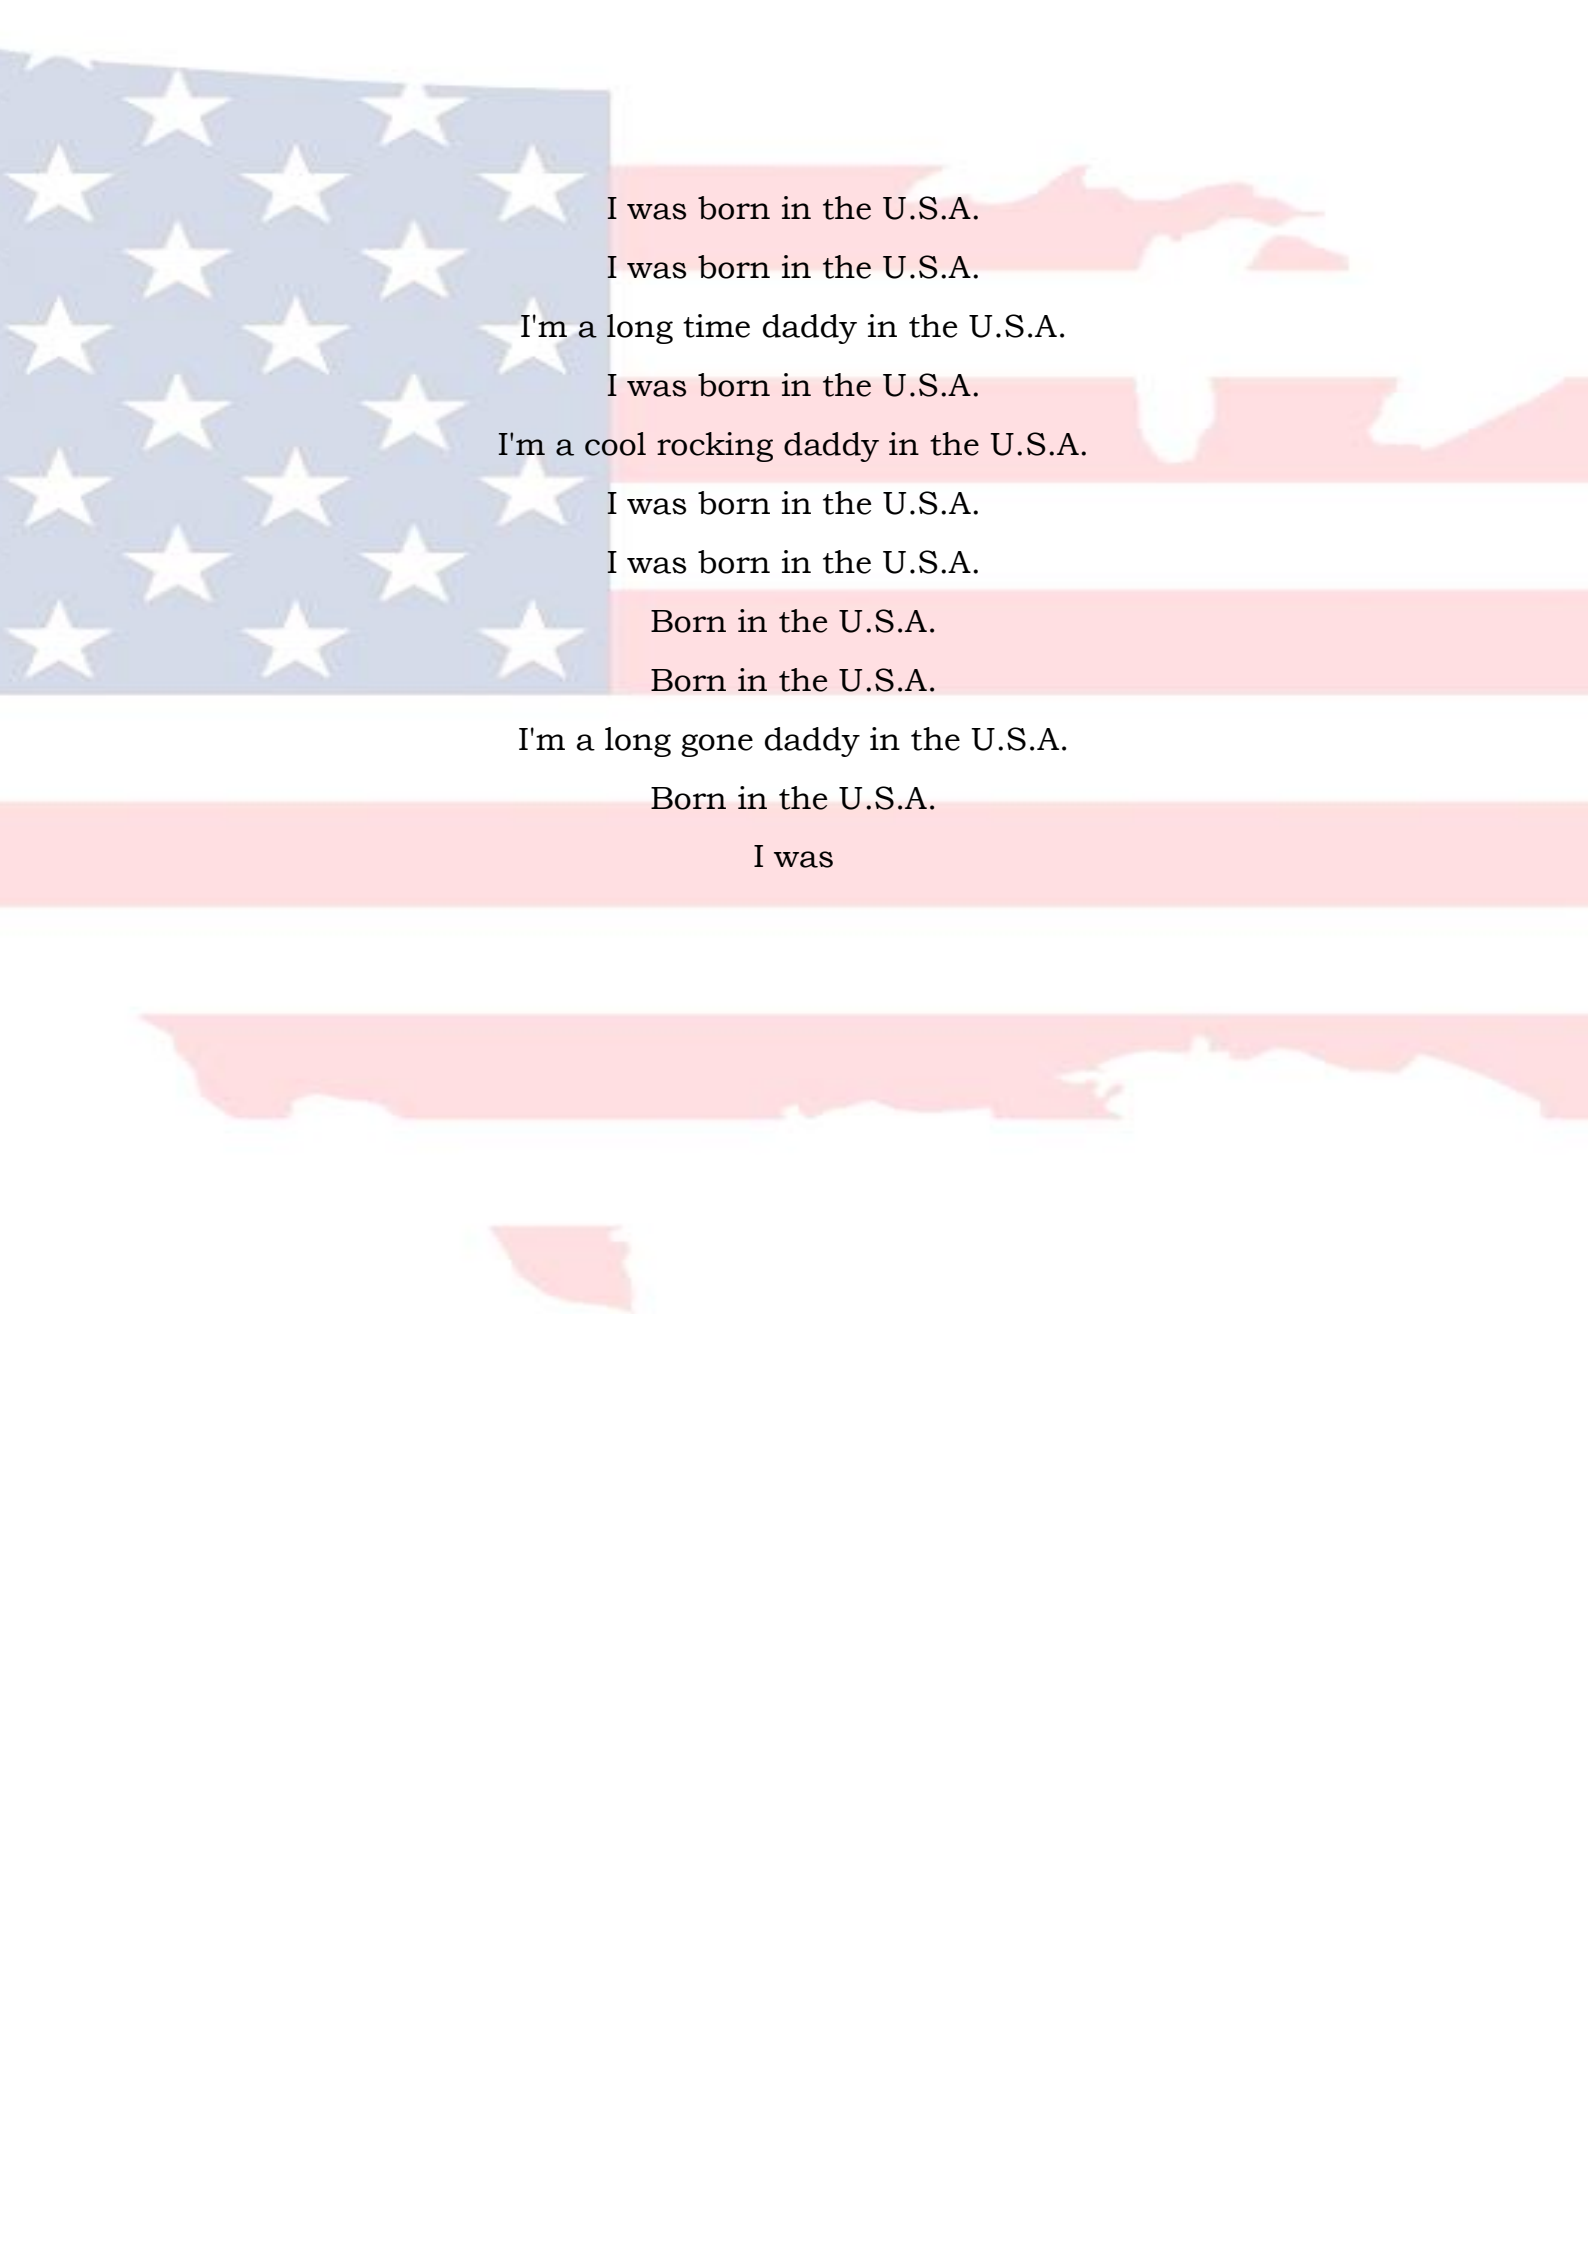 I was born in the U.S.A.
I was born in the U.S.A.
I'm a long time daddy in the U.S.A.
I was born in the U.S.A.
I'm a cool rocking daddy in the U.S.A.
I was born in the U.S.A.
I was born in the U.S.A.
Born in the U.S.A.
Born in the U.S.A.
I'm a long gone daddy in the U.S.A.
Born in the U.S.A.
I was